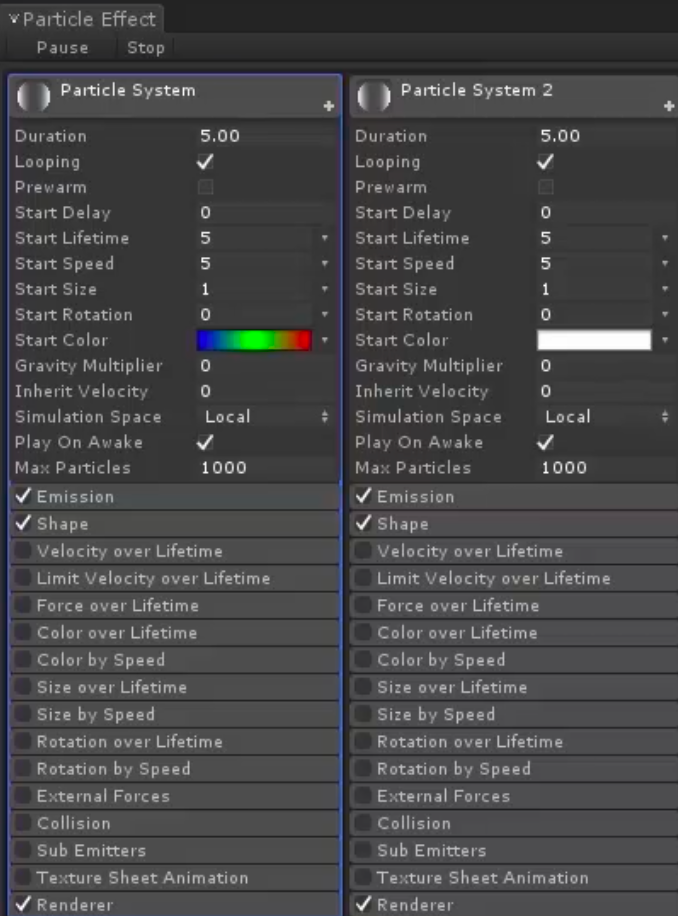 Particle Effect
Pause Stop
Particle System
Duration 5.00
Looping
Prewarm
Start Delay 0
Start Lifetime 5
Start Speed 5
Start Size 1
Start Rotation 0
Start Color
Gravity Multiplier 0
Inherit Velocity 0
Simulation Space Local
Play On Awake
Max Particles 1000
Emission
Shape
Velocity over Lifetime
Limit Velocity over Lifetime
Force over Lifetime
Color over Lifetime
Color by Speed
Size over Lifetime
Size by Speed
Rotation over Lifetime
Rotation by Speed
External Forces
Collision
Sub Emitters
Texture Sheet Animation
Renderer
Particle System 2
Duration 5.00
Looping
Prewarm
Start Delay 0
Start Lifetime 5
Start Speed 5
Start Size 1
Start Rotation 0
Start Color
Gravity Multiplier 0
Inherit Velocity 0
Simulation Space Local
Play On Awake
Max Particles 1000
Emission
Shape
Velocity over Lifetime
Limit Velocity over Lifetime
Force over Lifetime
Color over Lifetime
Color by Speed
Size over Lifetime
Size by Speed
Rotation over Lifetime
Rotation by Speed
External Forces
Collision
Sub Emitters
Texture Sheet Animation
Renderer